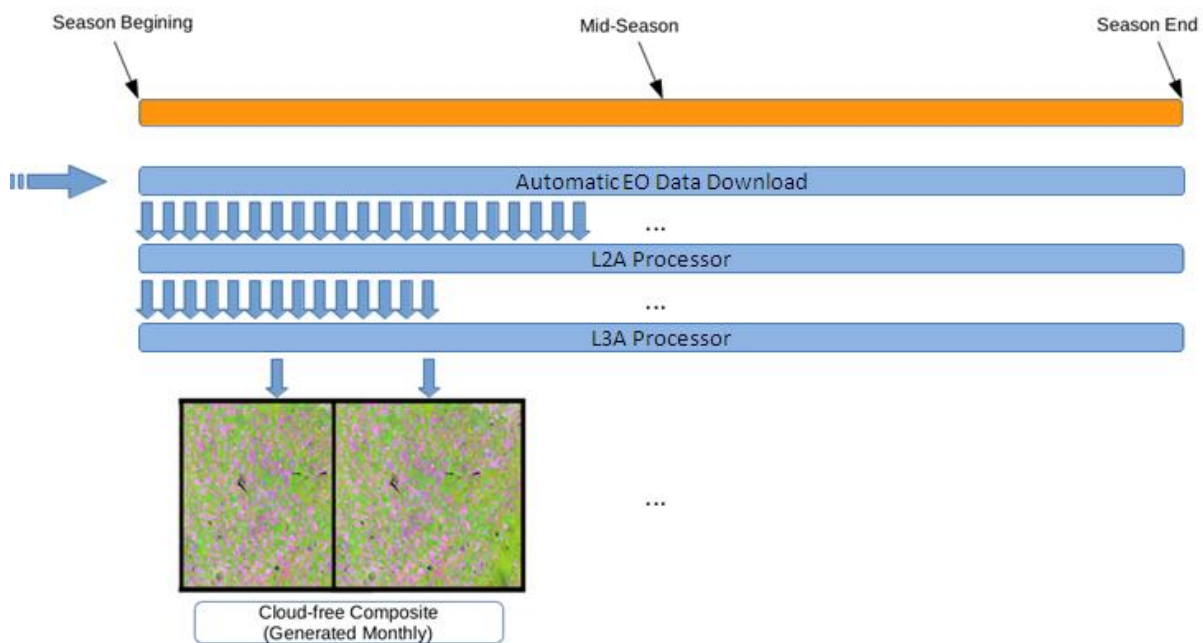 Season Begining
Mid-Season
Season End
Automatic EO Data Download
...
L2A Processor
...
L3A Processor
...
Cloud-free Composite
(Generated Monthly)